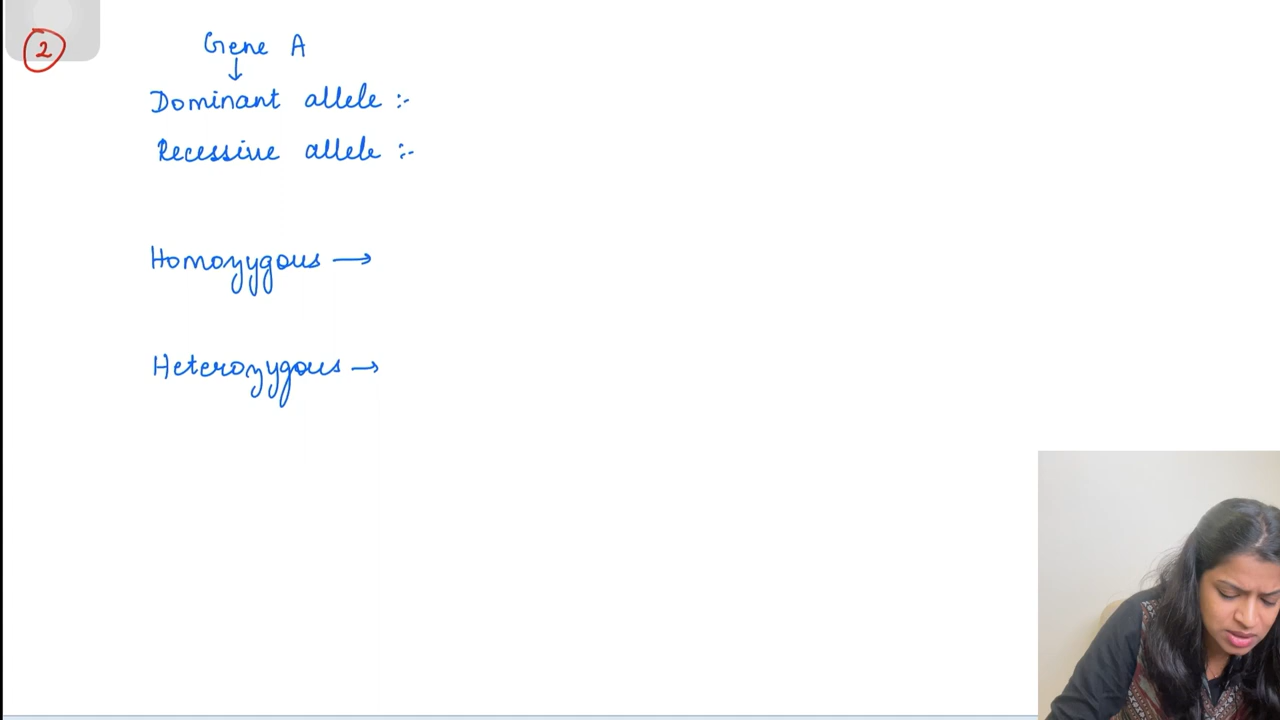 2
Gene A
↓
Dominant allele :-
Recessive allele :-
Homozygous →
Heterozygous →